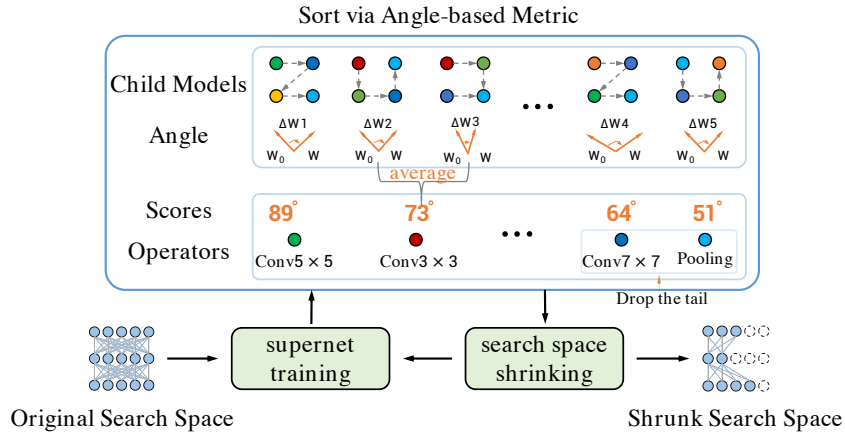 Sort via Angle-based Metric
Child Models
Angle
ΔW1 ΔW2 ΔW3 ••• ΔW4 ΔW5
W₀ W W₀ W W₀ W W₀ W W₀ W
average
Scores
89° 73° ••• 64° 51°
Operators
Conv5 × 5 Conv3 × 3 Conv7 × 7 Pooling
Drop the tail
supernet
training
search space
shrinking
Original Search Space
Shrunk Search Space